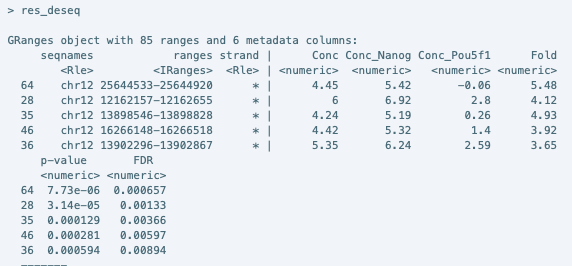 > res_deseq
GRanges object with 85 ranges and 6 metadata columns:
seqnames ranges strand | Conc Conc_Nanog Conc_Pou5f1 Fold
<Rle> <IRanges> <Rle> | <numeric> <numeric> <numeric> <numeric>
64 chr12 25644533-25644920 * | 4.45 5.42 -0.06 5.48
28 chr12 12162157-12162655 * | 6 6.92 2.8 4.12
35 chr12 13898546-13898828 * | 4.24 5.19 0.26 4.93
46 chr12 16266148-16266518 * | 4.42 5.32 1.4 3.92
36 chr12 13902296-13902867 * | 5.35 6.24 2.59 3.65
p-value FDR
<numeric> <numeric>
64 7.73e-06 0.000657
28 3.14e-05 0.00133
35 0.000129 0.00366
46 0.000281 0.00597
36 0.000594 0.00894
-------